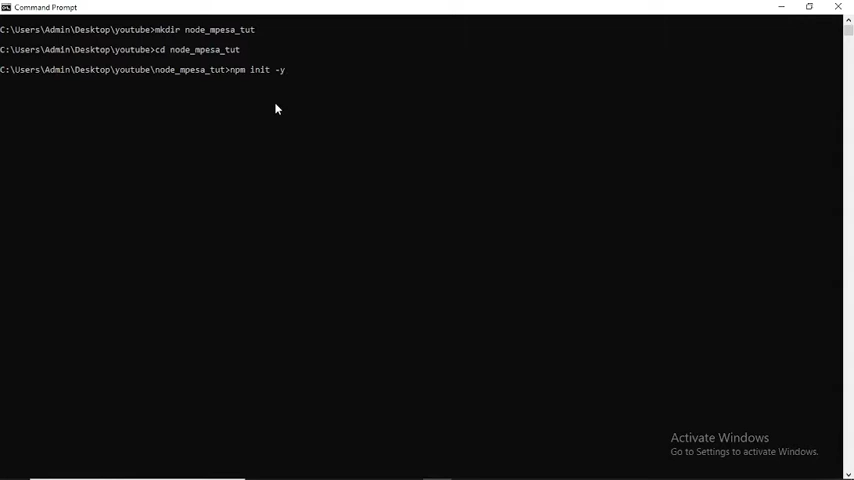 Command Prompt
C:\Users\Admin\Desktop\youtube>mkdir node_mpesa_tut
C:\Users\Admin\Desktop\youtube>cd node_mpesa_tut
C:\Users\Admin\Desktop\youtube\node_mpesa_tut>npm init -y
Activate Windows
Go to Settings to activate Windows.